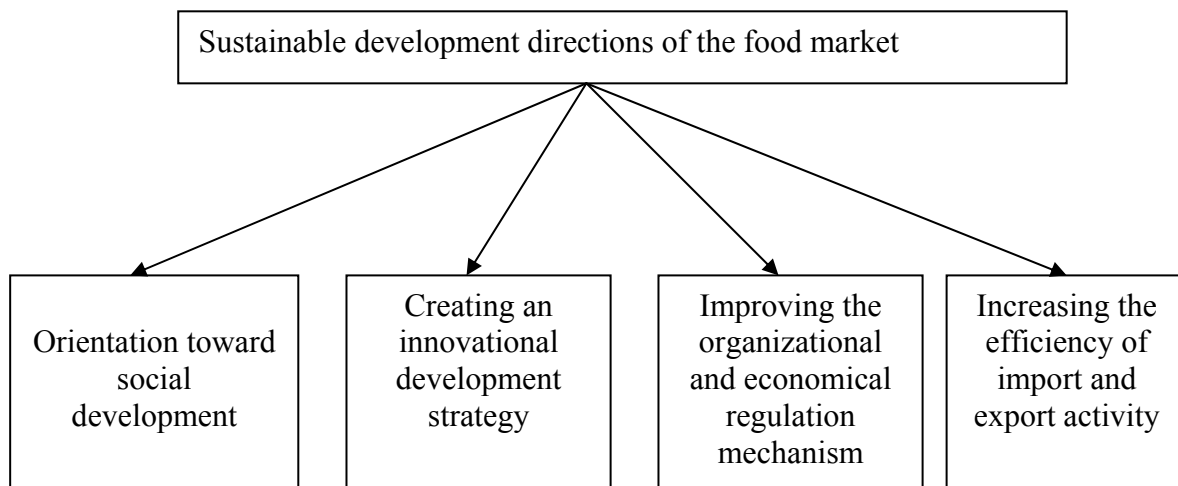 Sustainable development directions of the food market
Orientation toward
social
development
Creating an
innovational
development
strategy
Improving the
organizational
and economical
regulation
mechanism
Increasing the
efficiency of
import and
export activity